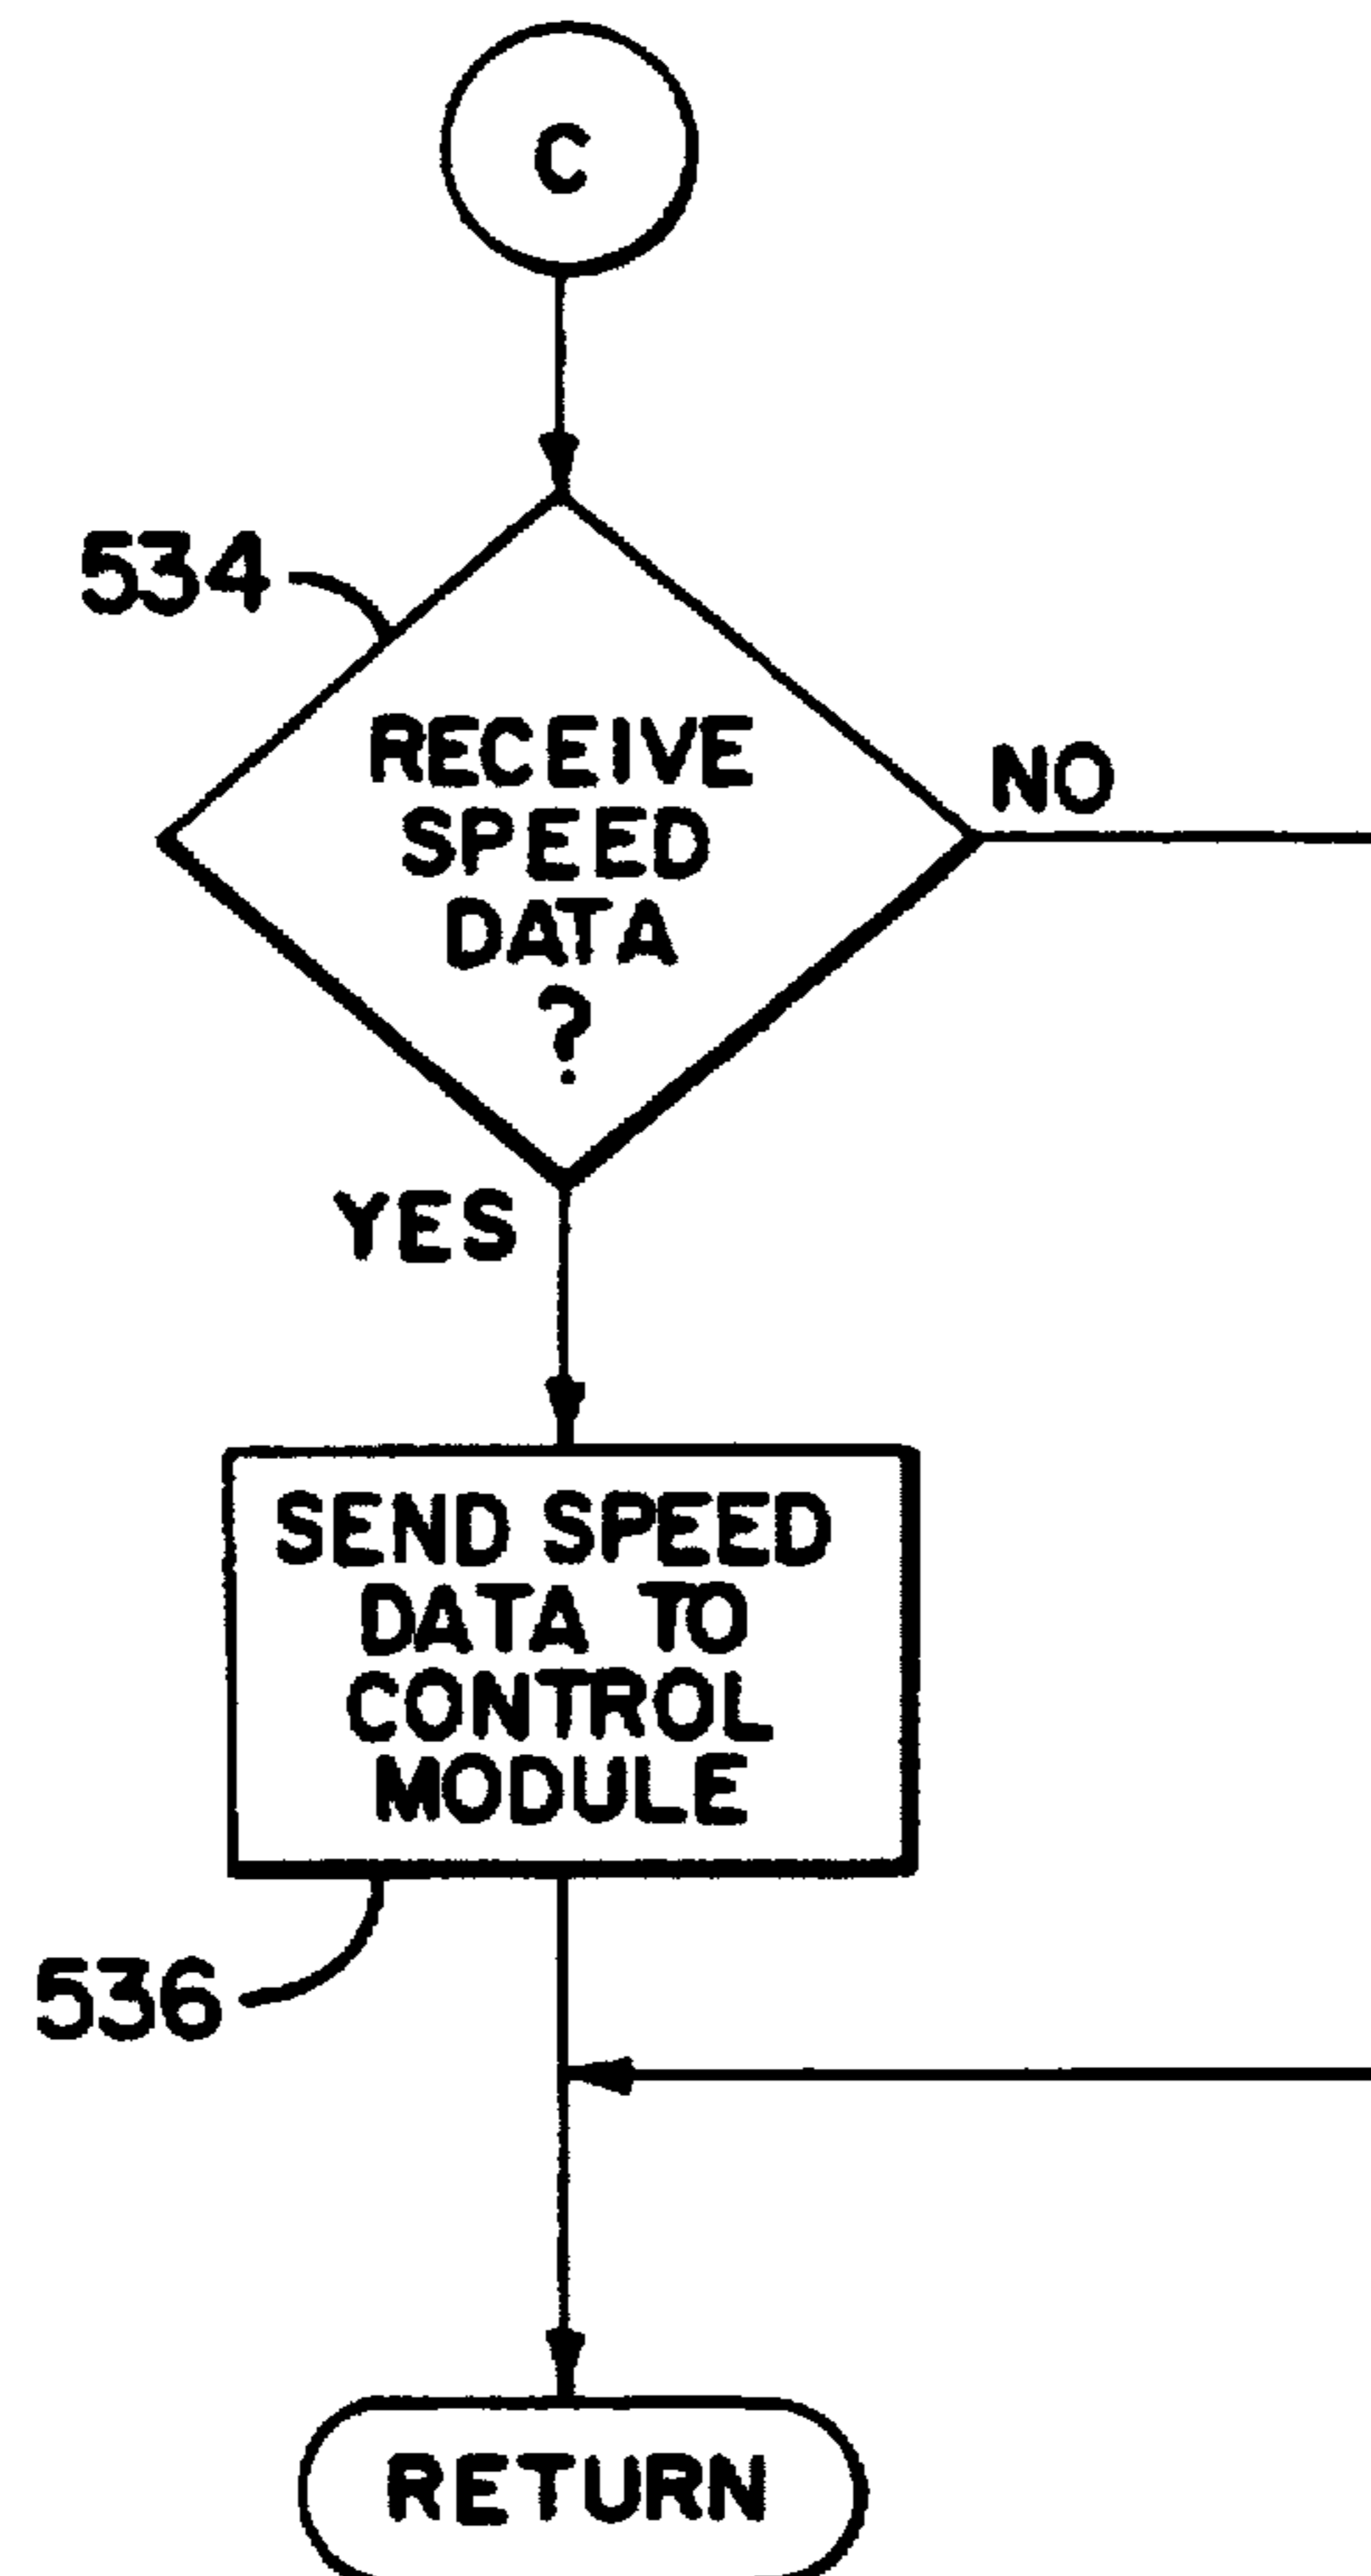 C
534
RECEIVE
SPEED
DATA
?
NO
YES
SEND SPEED
DATA TO
CONTROL
MODULE
536
RETURN